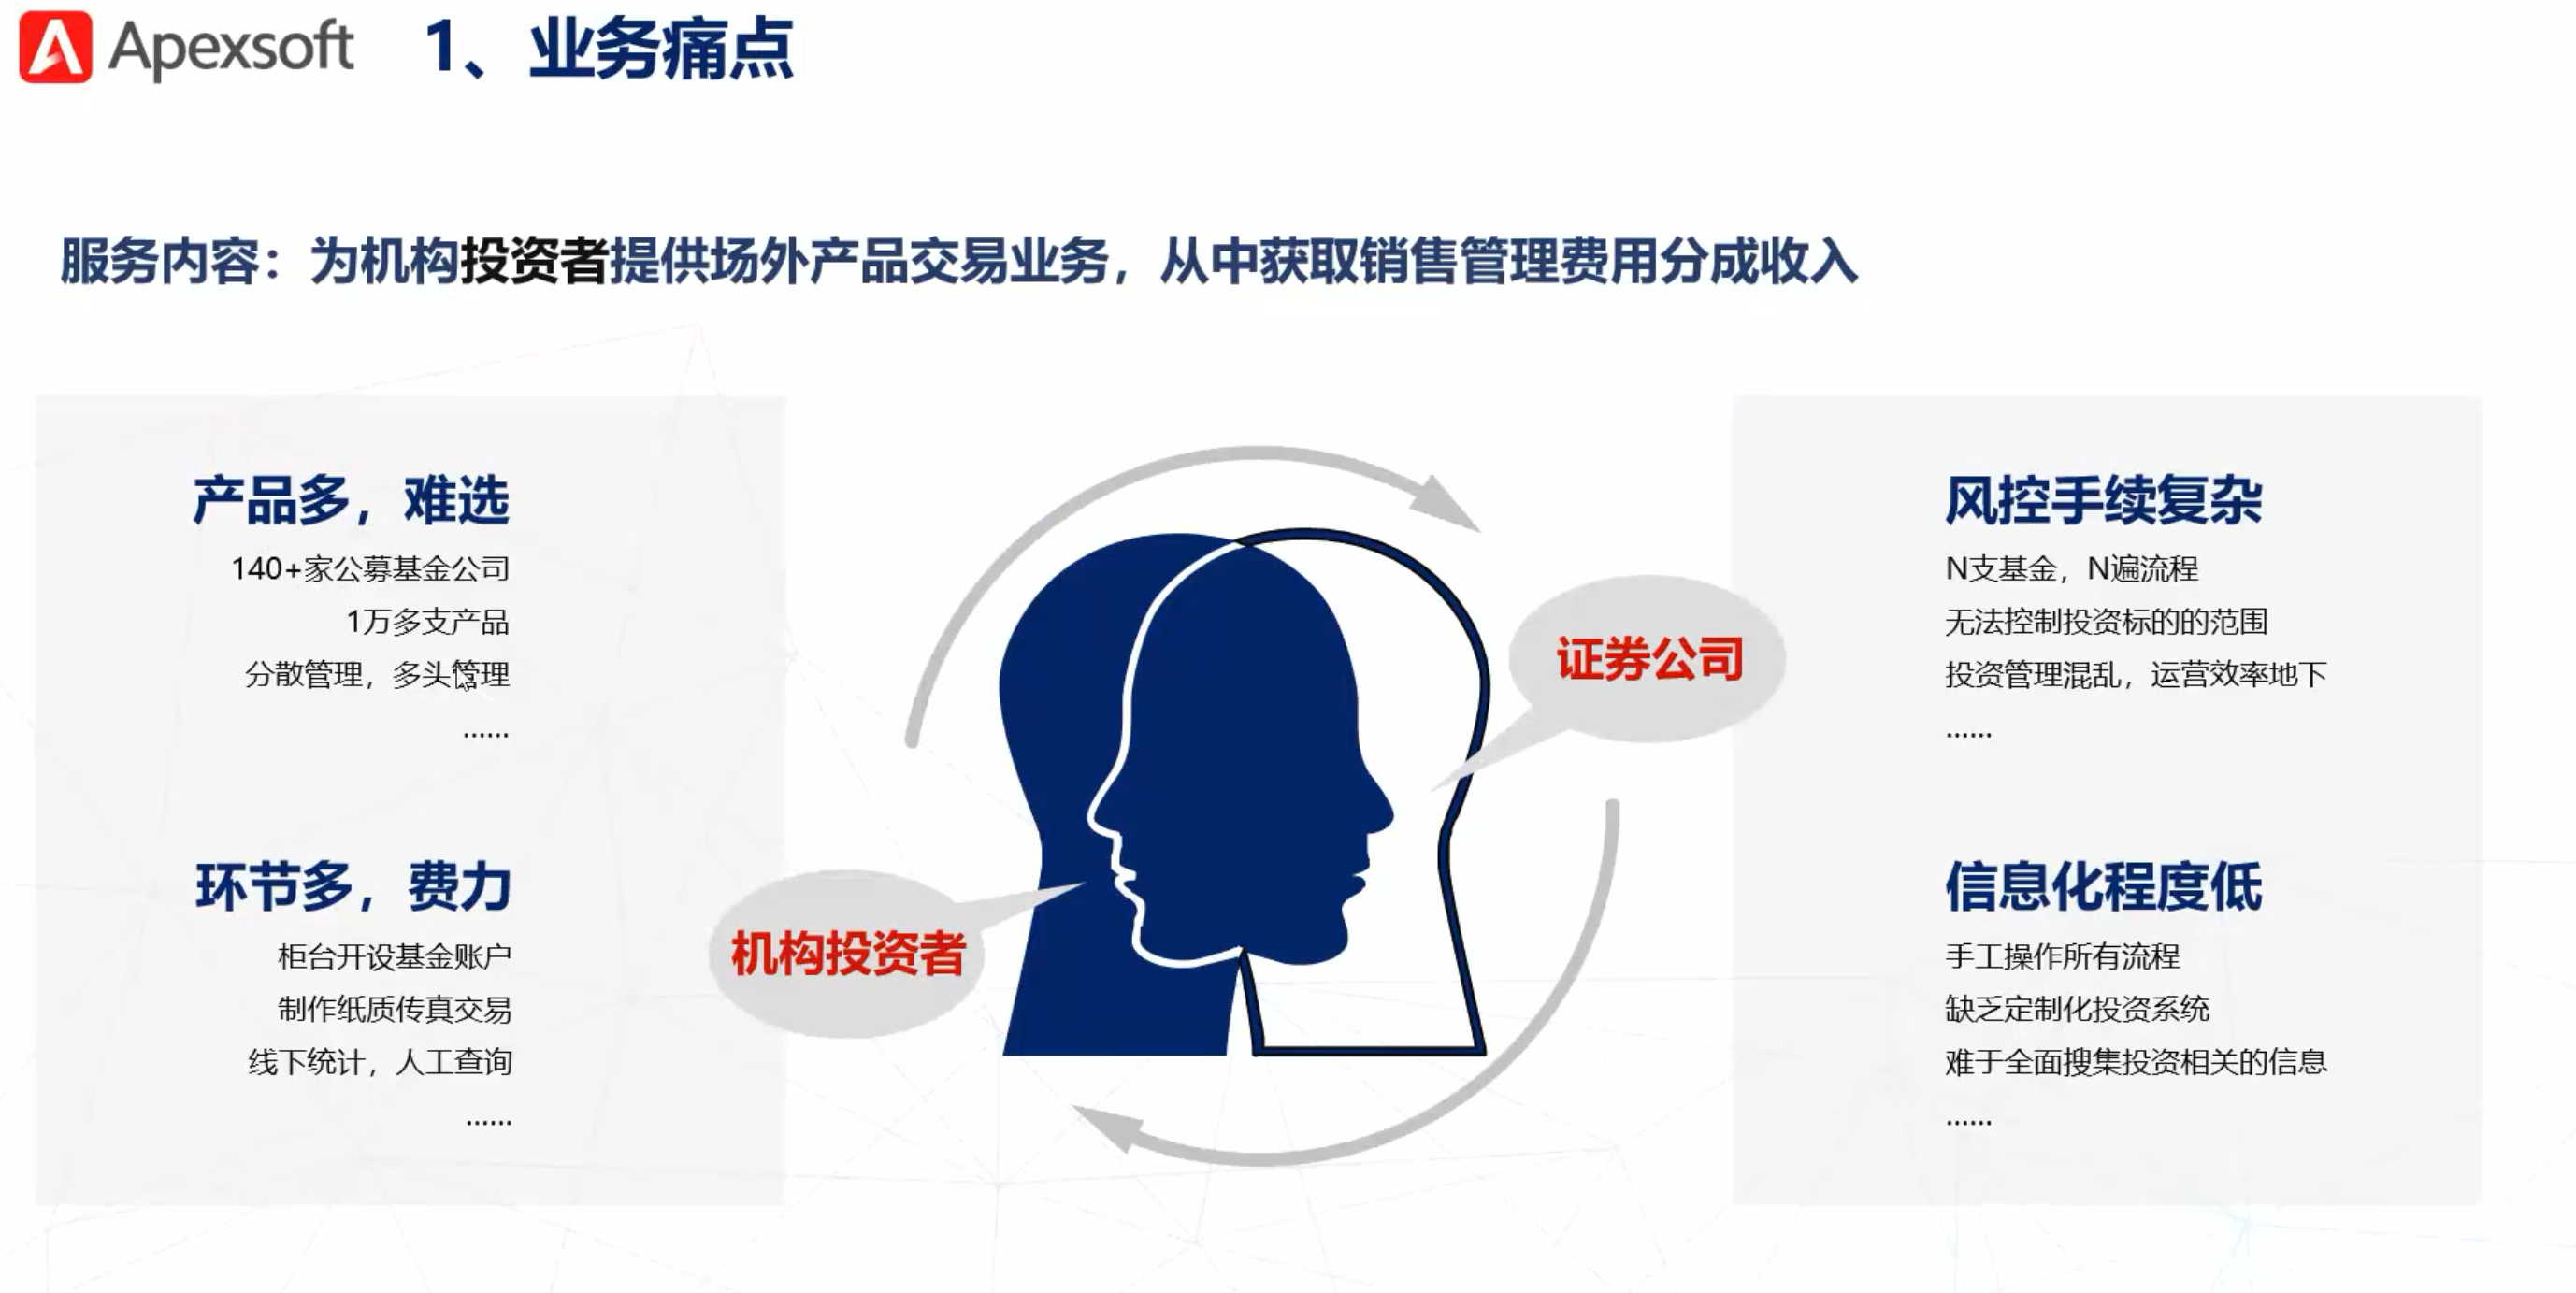 Apexsoft
1、业务痛点
服务内容：为机构投资者提供场外产品交易业务，从中获取销售管理费用分成收入
产品多，难选
140+家公募基金公司
1万多支产品
分散管理，多头管理
......
环节多，费力
柜台开设基金账户
制作纸质传真交易
线下统计，人工查询
......
机构投资者
证券公司
风控手续复杂
N支基金，N遍流程
无法控制投资标的的范围
投资管理混乱，运营效率地下
......
信息化程度低
手工操作所有流程
缺乏定制化投资系统
难于全面搜集投资相关的信息
......